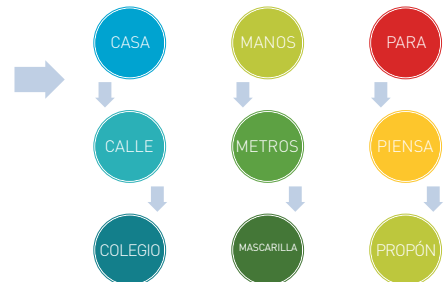 CASA
MANOS
PARA
CALLE
METROS
PIENSA
COLEGIO
MASCARILLA
PROPÓN